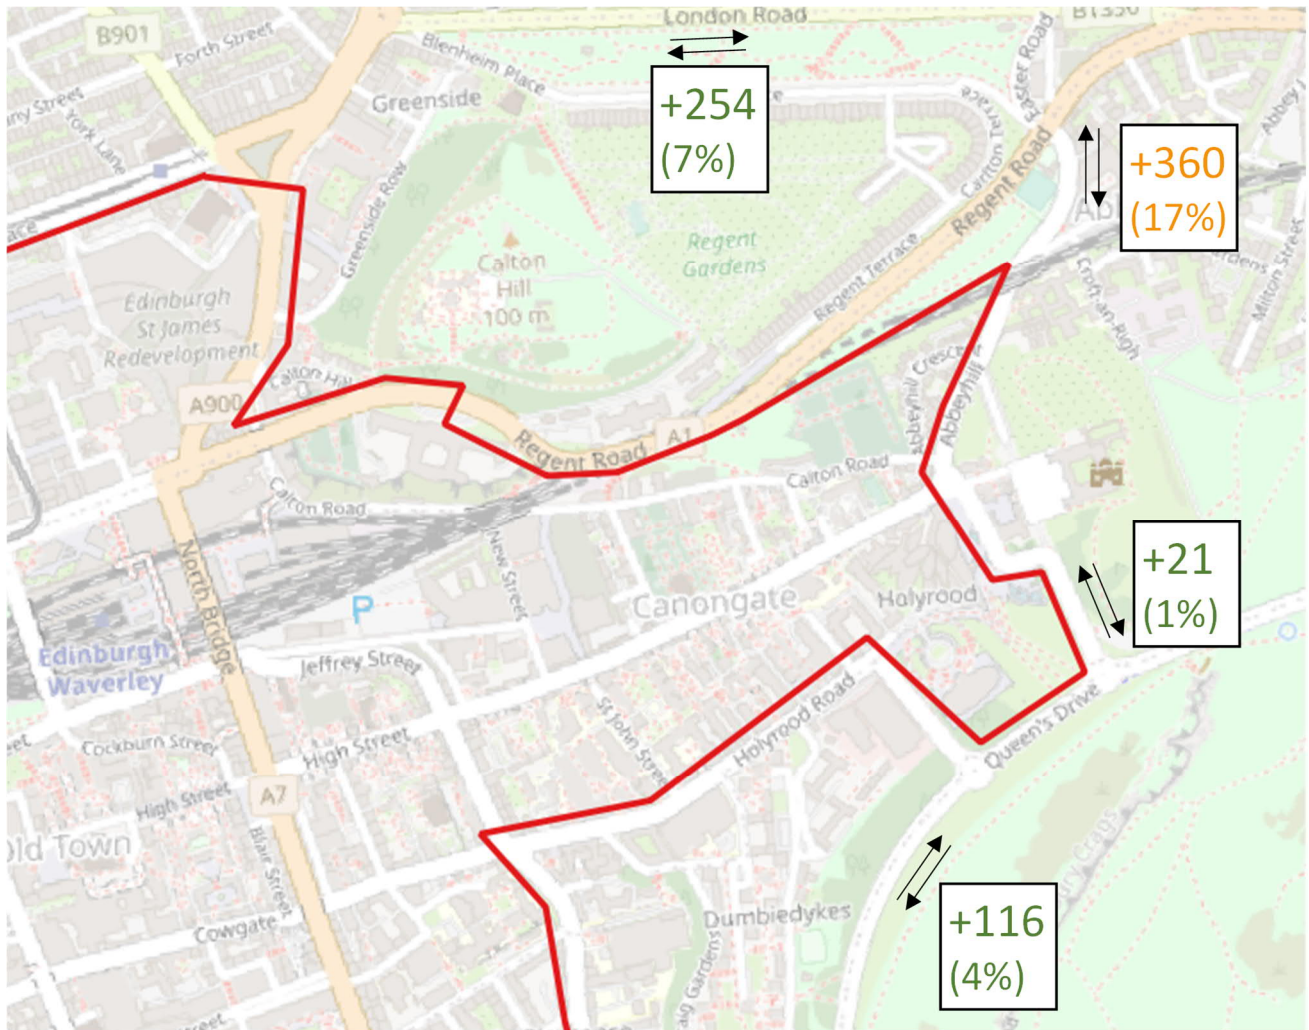 London Road
B1350
B901
Forth Street
Blenheim Place
York Lane
Greenside
+254
(7%)
Easter Road
Abbey
Carlton Terrace
Regent Road
+360
(17%)
Greenside Row
Regent
Gardens
Calton
Hill
100 m
Regent Terrace
Milton Street
Croft-an-Righ
Edinburgh
St James
Redevelopment
Calton Hill
A900
Abbeyhill Crescent
Abbeyhill
A1
Regent Road
Calton Road
Calton Road
North Bridge
New Street
P
Canongate
Holyrood
+21
(1%)
Edinburgh
Waverley
Jeffrey Street
St John Street
Holyrood Road
Queen's Drive
Cockburn Street
High Street
High Street
A7
Old Town
Blair Street
Cowgate
Dumbiedykes
+116
(4%)